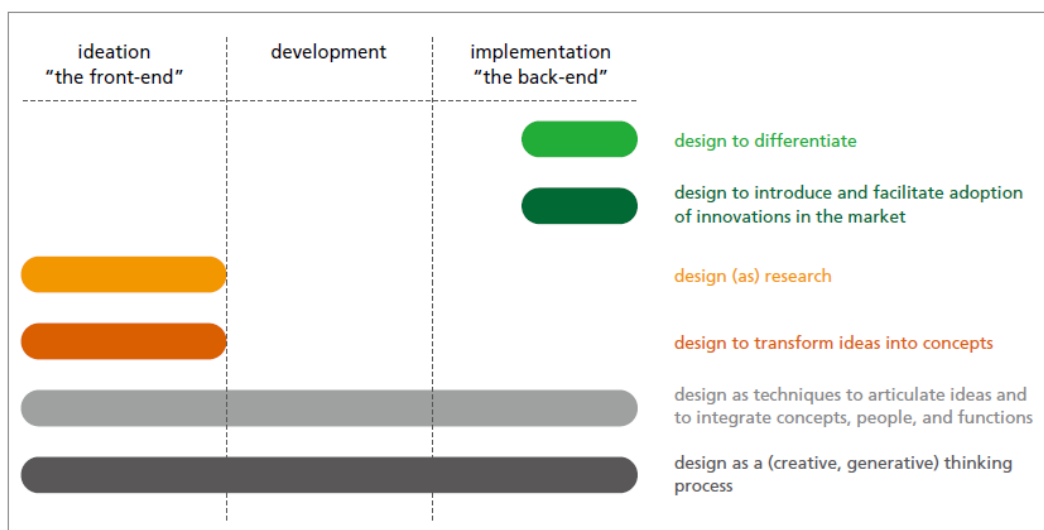 ideation
“the front-end”
development
implementation
“the back-end”
design to differentiate
design to introduce and facilitate adoption
of innovations in the market
design (as) research
design to transform ideas into concepts
design as techniques to articulate ideas and
to integrate concepts, people, and functions
design as a (creative, generative) thinking
process